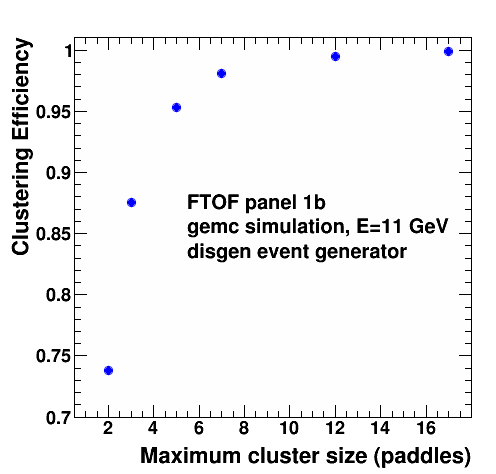 Clustering Efficiency
1
0.95
0.9
0.85
0.8
0.75
0.7
FTOF panel 1b
gemc simulation, E=11 GeV
disgen event generator
2 4 6 8 10 12 14 16
Maximum cluster size (paddles)